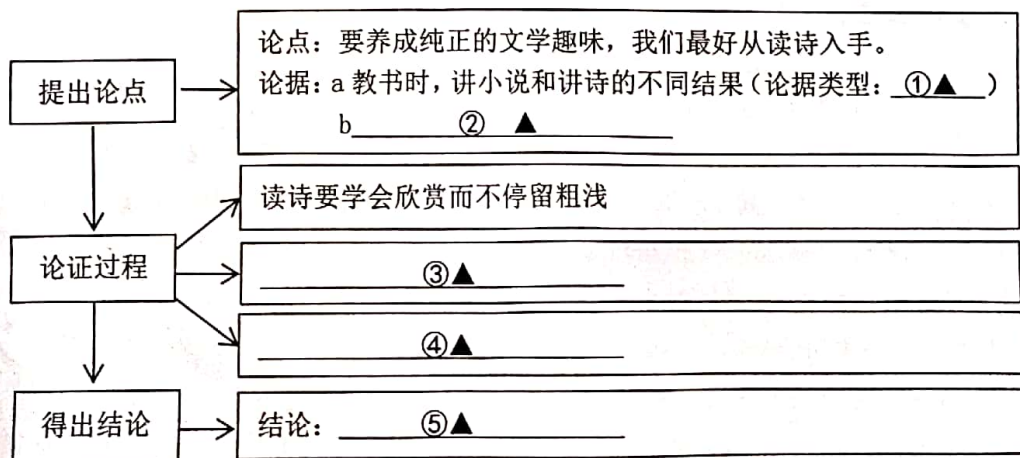 提出论点
论点：要养成纯正的文学趣味，我们最好从读诗入手。
论据：a 教书时，讲小说和讲诗的不同结果（论据类型：①▲）
b ② ▲
读诗要学会欣赏而不停留粗浅
论证过程
③▲
④▲
得出结论
结论：⑤▲